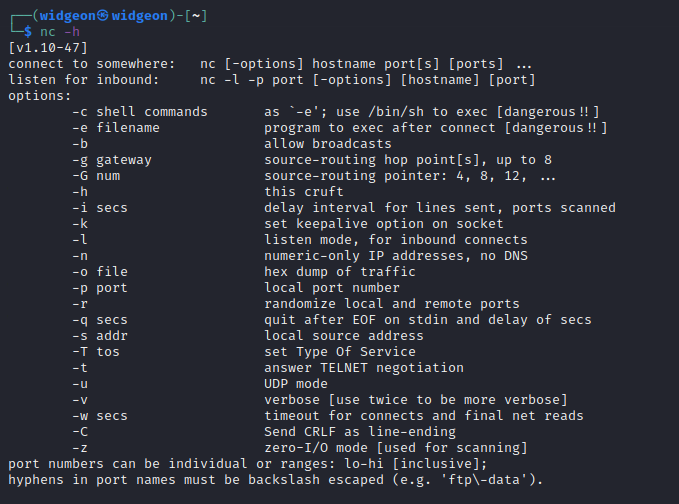 ┌──(widgeon㉿widgeon)-[~]
└─$ nc -h
[v1.10-47]
connect to somewhere:   nc [-options] hostname port[s] [ports] ...
listen for inbound:     nc -l -p port [-options] [hostname] [port]
options:
        -c shell commands       as `-e'; use /bin/sh to exec [dangerous!!]
        -e filename             program to exec after connect [dangerous!!]
        -b                      allow broadcasts
        -g gateway              source-routing hop point[s], up to 8
        -G num                  source-routing pointer: 4, 8, 12, ...
        -h                      this cruft
        -i secs                 delay interval for lines sent, ports scanned
        -k                      set keepalive option on socket
        -l                      listen mode, for inbound connects
        -n                      numeric-only IP addresses, no DNS
        -o file                 hex dump of traffic
        -p port                 local port number
        -r                      randomize local and remote ports
        -q secs                 quit after EOF on stdin and delay of secs
        -s addr                 local source address
        -T tos                  set Type Of Service
        -t                      answer TELNET negotiation
        -u                      UDP mode
        -v                      verbose [use twice to be more verbose]
        -w secs                 timeout for connects and final net reads
        -C                      Send CRLF as line-ending
        -z                      zero-I/O mode [used for scanning]
port numbers can be individual or ranges: lo-hi [inclusive];
hyphens in port names must be backslash escaped (e.g. 'ftp\-data').